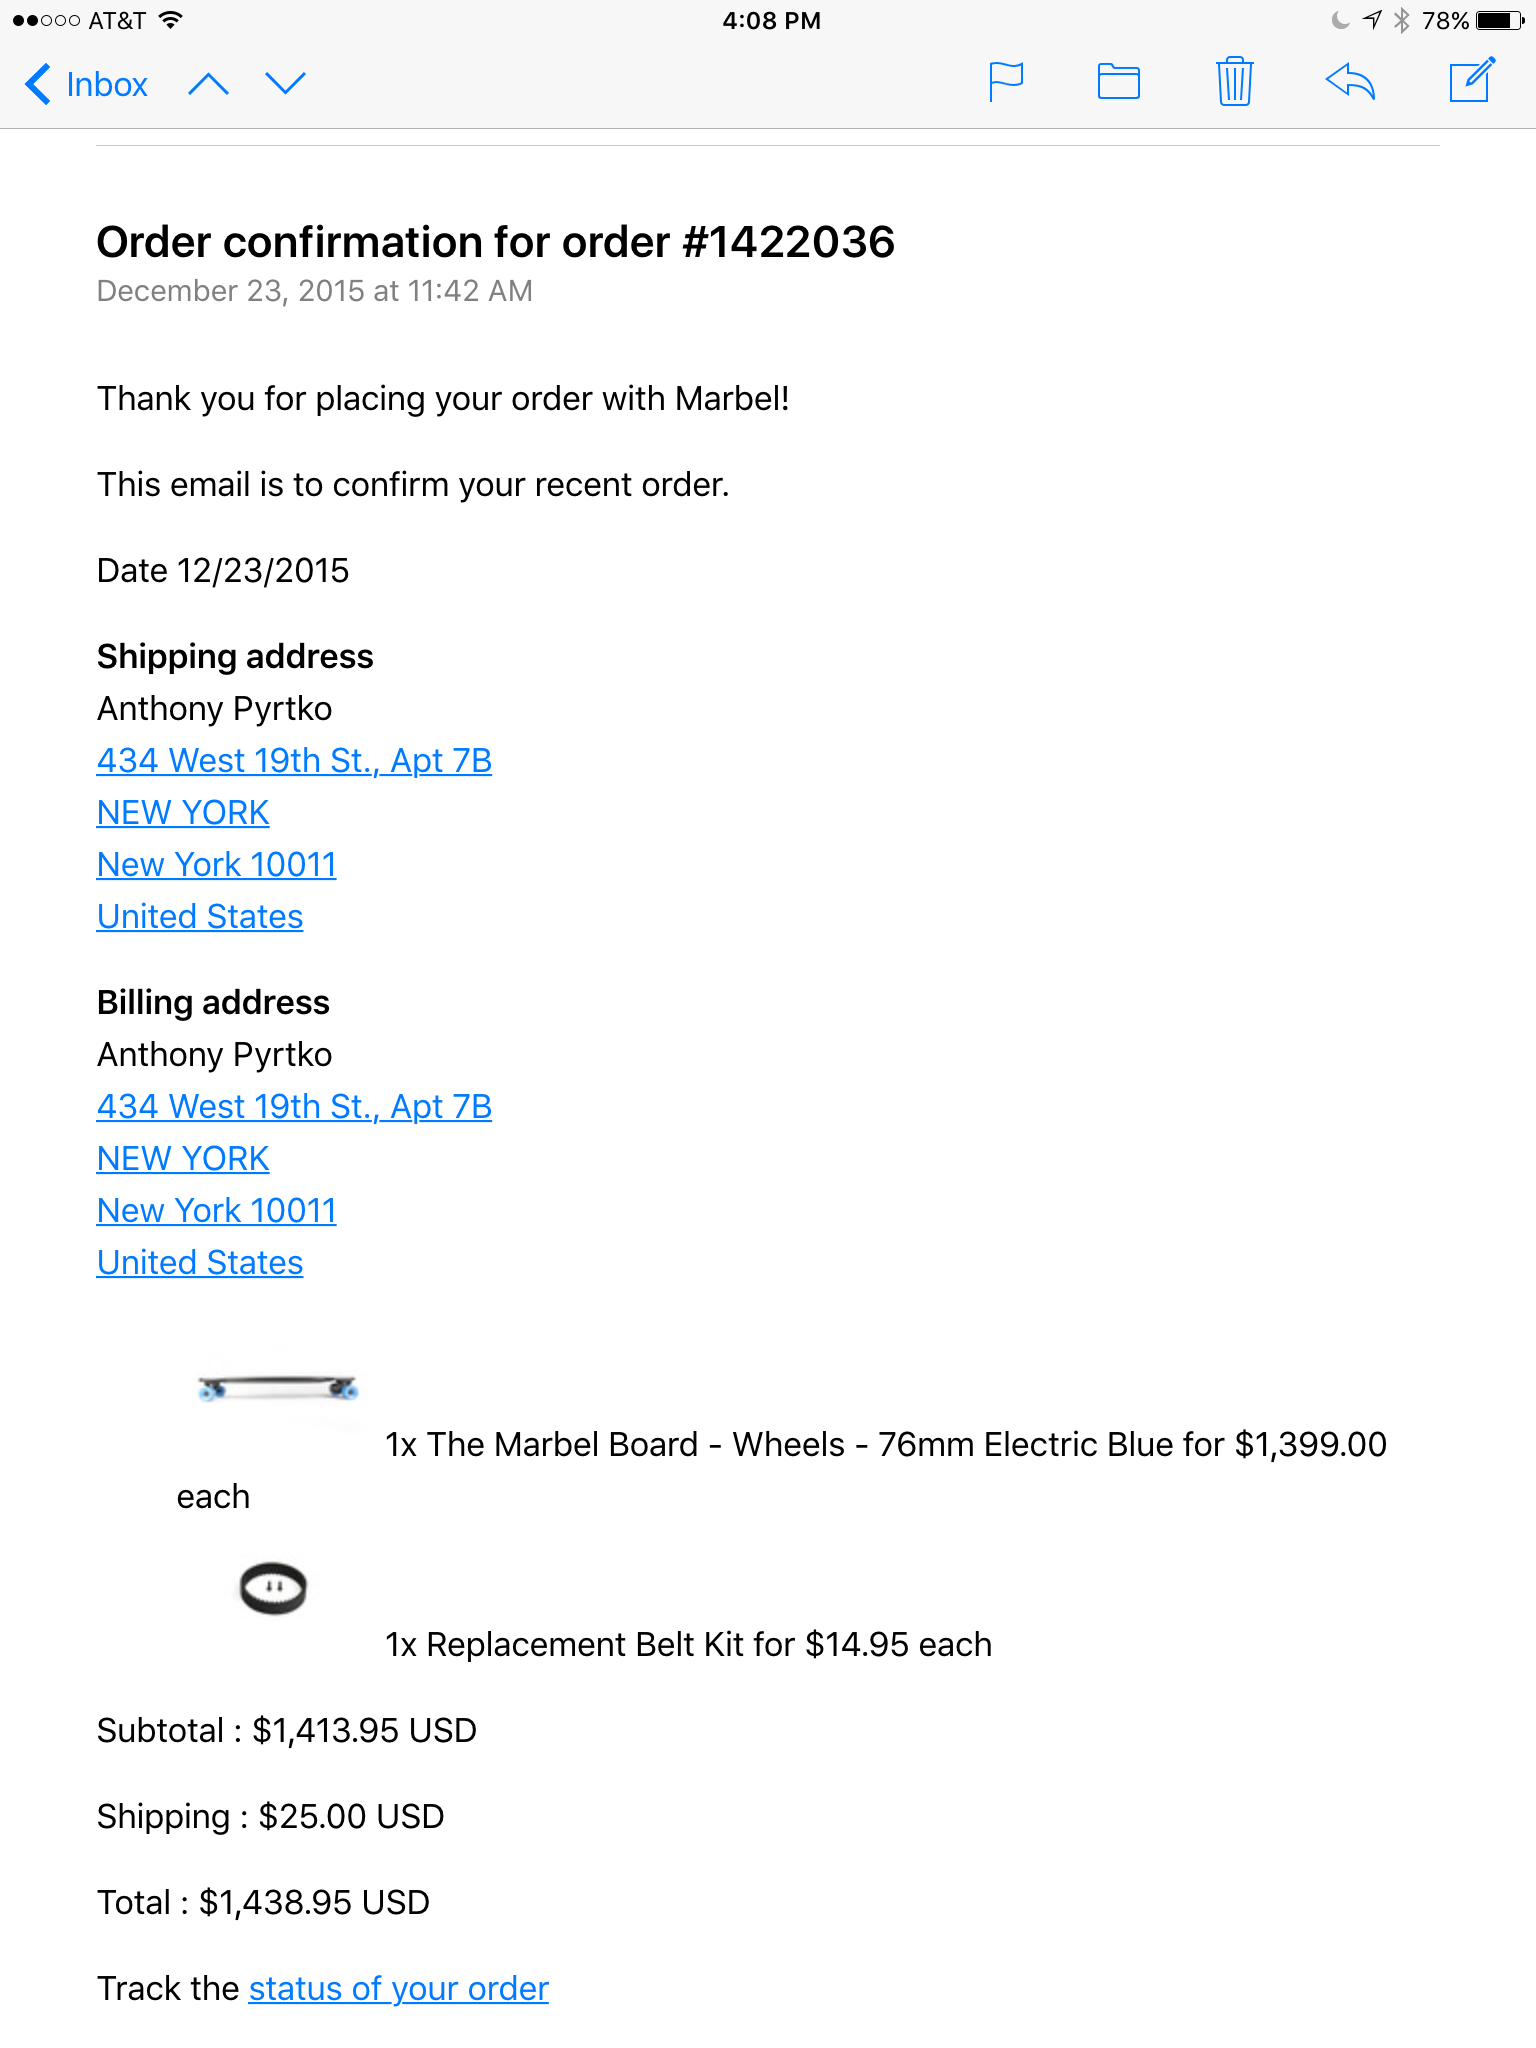 AT&T 4:08 PM 78%
Inbox
Order confirmation for order #1422036
December 23, 2015 at 11:42 AM
Thank you for placing your order with Marbel!
This email is to confirm your recent order.
Date 12/23/2015
Shipping address
Anthony Pyrtko
434 West 19th St., Apt 7B
NEW YORK
New York 10011
United States
Billing address
Anthony Pyrtko
434 West 19th St., Apt 7B
NEW YORK
New York 10011
United States
1x The Marbel Board - Wheels - 76mm Electric Blue for $1,399.00
each
1x Replacement Belt Kit for $14.95 each
Subtotal : $1,413.95 USD
Shipping : $25.00 USD
Total : $1,438.95 USD
Track the status of your order